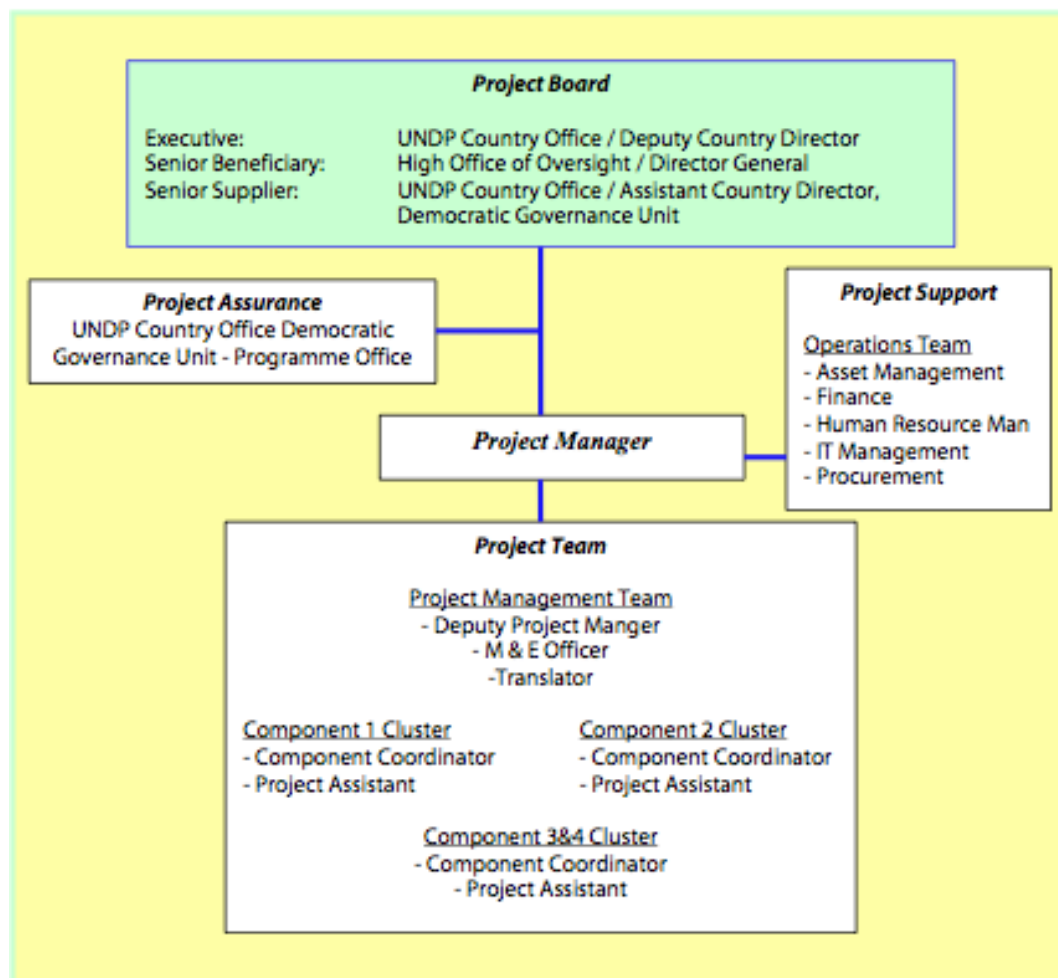 Project Board
Executive: UNDP Country Office / Deputy Country Director
Senior Beneficiary: High Office of Oversight / Director General
Senior Supplier: UNDP Country Office / Assistant Country Director,
Democratic Governance Unit
Project Assurance
UNDP Country Office Democratic
Governance Unit - Programme Office
Project Support
Operations Team
- Asset Management
- Finance
- Human Resource Man
- IT Management
- Procurement
Project Manager
Project Team
Project Management Team
- Deputy Project Manger
- M & E Officer
-Translator
Component 1 Cluster
- Component Coordinator
- Project Assistant
Component 2 Cluster
- Component Coordinator
- Project Assistant
Component 3&4 Cluster
- Component Coordinator
- Project Assistant